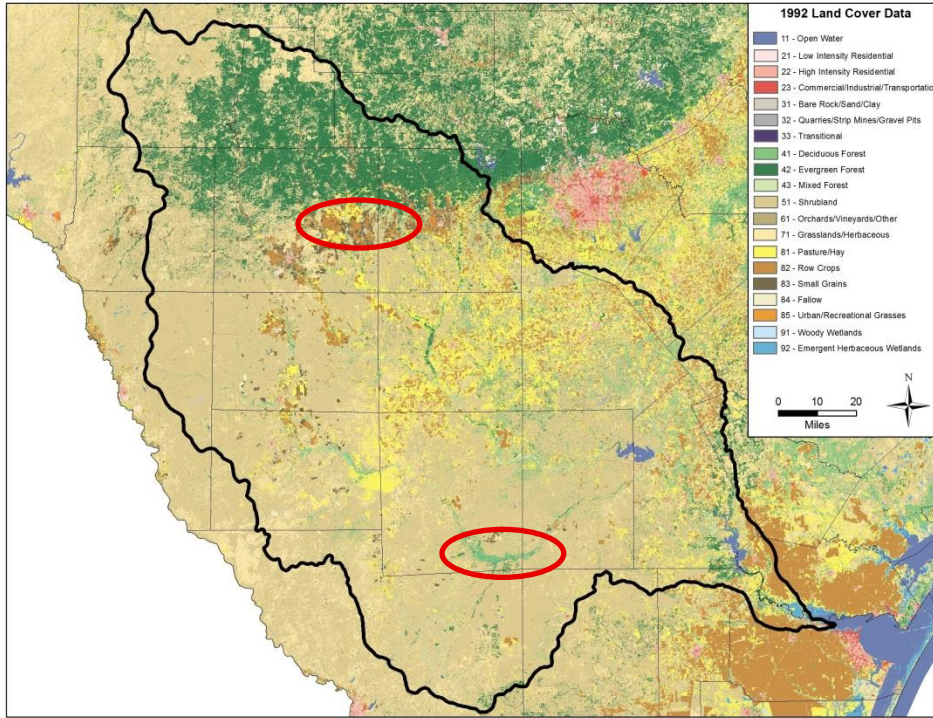 1992 Land Cover Data
11 - Open Water
21 - Low Intensity Residential
22 - High Intensity Residential
23 - Commercial/Industrial/Transportatio
31 - Bare Rock/Sand/Clay
32 - Quarries/Strip Mines/Gravel Pits
33 - Transitional
41 - Deciduous Forest
42 - Evergreen Forest
43 - Mixed Forest
51 - Shrubland
61 - Orchards/Vineyards/Other
71 - Grasslands/Herbaceous
81 - Pasture/Hay
82 - Row Crops
83 - Small Grains
84 - Fallow
85 - Urban/Recreational Grasses
91 - Woody Wetlands
92 - Emergent Herbaceous Wetlands
N
0 10 20
Miles